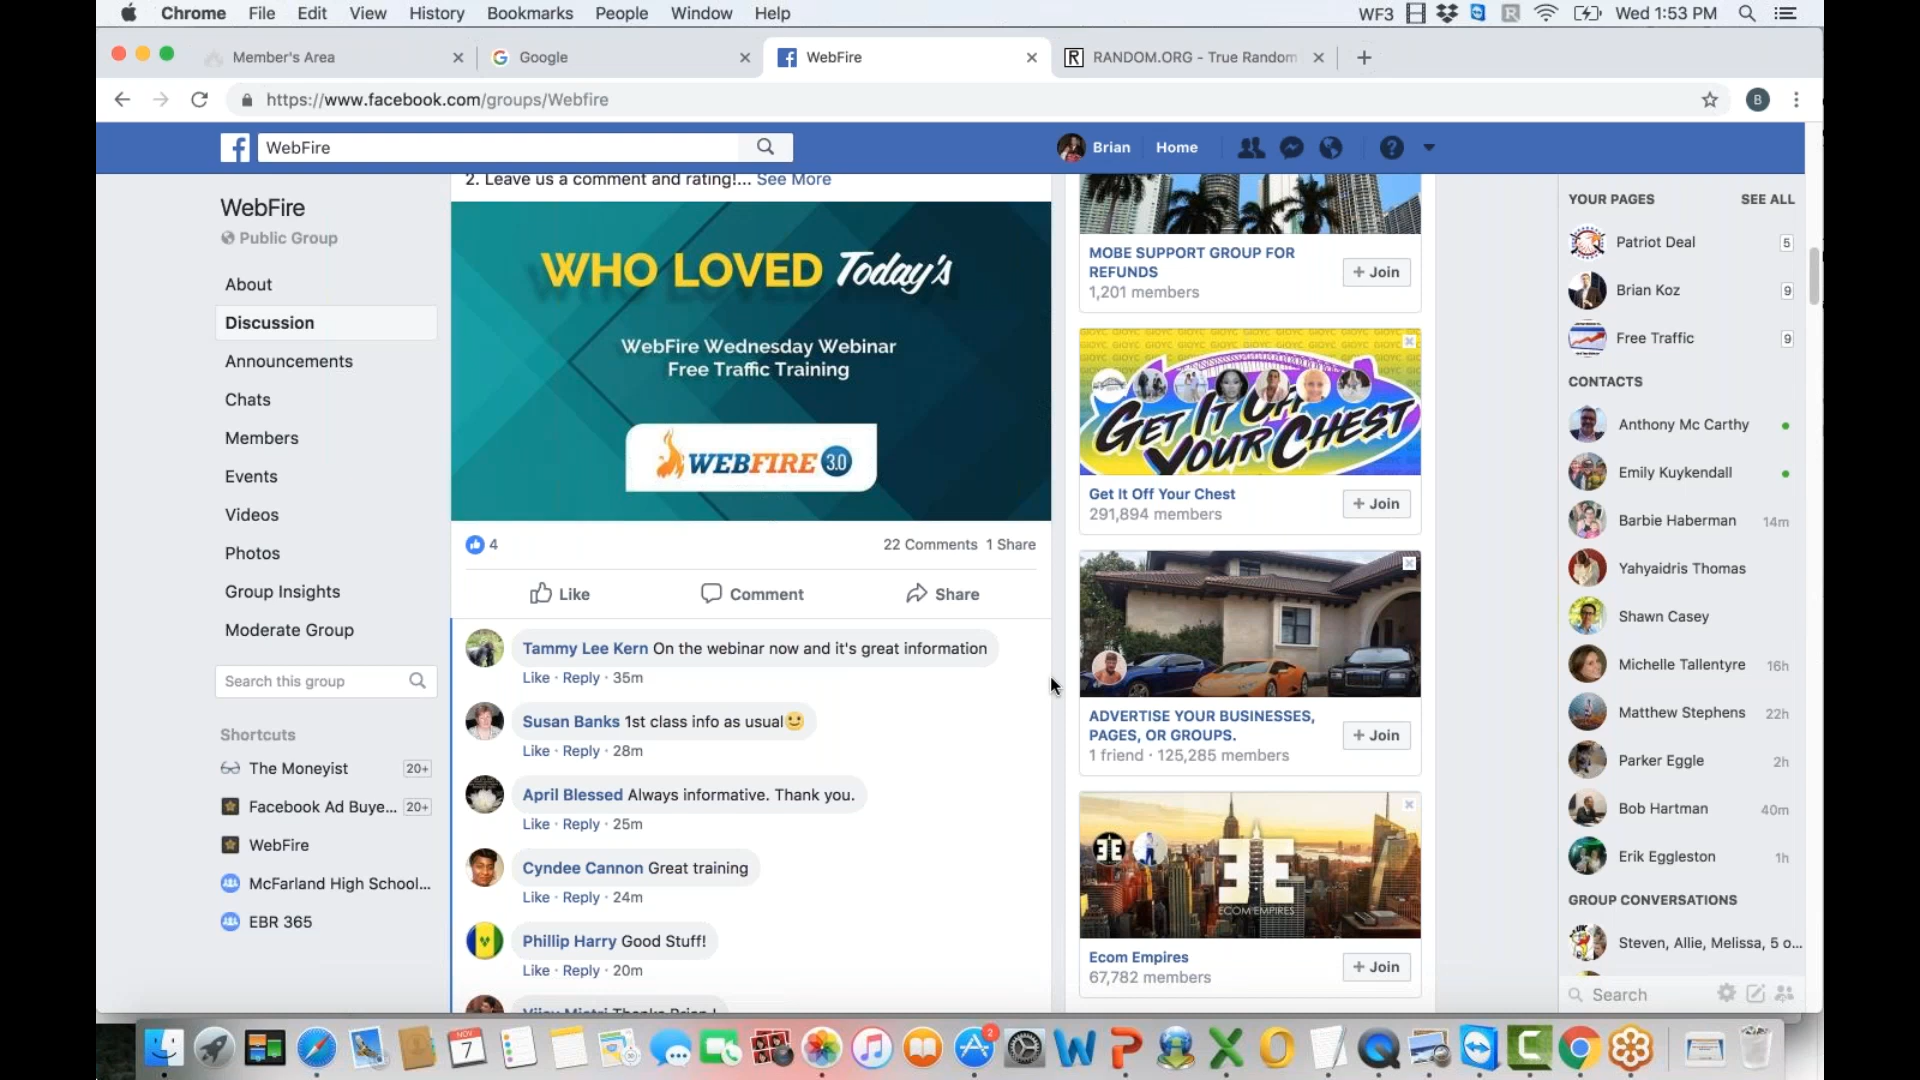 Chrome File Edit View History Bookmarks People Window Help
WF3 Wed 1:53 PM
Member's Area
Google
WebFire
RANDOM.ORG - True Random
https://www.facebook.com/groups/Webfire
B
WebFire
Brian Home
WebFire
Public Group
About
Discussion
Announcements
Chats
Members
Events
Videos
Photos
Group Insights
Moderate Group
Search this group
Shortcuts
The Moneyist 20+
Facebook Ad Buye... 20+
WebFire
McFarland High School...
EBR 365
2. Leave us a comment and rating!... See More
WHO LOVED Today's
WebFire Wednesday Webinar
Free Traffic Training
WEBFIRE 3.0
4
22 Comments 1 Share
Like Comment Share
Tammy Lee Kern On the webinar now and it's great information
Like · Reply · 35m
Susan Banks 1st class info as usual
Like · Reply · 28m
April Blessed Always informative. Thank you.
Like · Reply · 25m
Cyndee Cannon Great training
Like · Reply · 24m
Phillip Harry Good Stuff!
Like · Reply · 20m
MOBE SUPPORT GROUP FOR
REFUNDS
1,201 members
+ Join
GET IT OFF
YOUR CHEST
Get It Off Your Chest
291,894 members
+ Join
ADVERTISE YOUR BUSINESSES,
PAGES, OR GROUPS.
1 friend · 125,285 members
+ Join
ECOM EMPIRES
Ecom Empires
67,782 members
+ Join
YOUR PAGES SEE ALL
Patriot Deal 5
Brian Koz 9
Free Traffic 9
CONTACTS
Anthony Mc Carthy
Emily Kuykendall
Barbie Haberman 14m
Yahyaidris Thomas
Shawn Casey
Michelle Tallentyre 16h
Matthew Stephens 22h
Parker Eggle 2h
Bob Hartman 40m
Erik Eggleston 1h
GROUP CONVERSATIONS
Steven, Allie, Melissa, 5 o...
Search
NOV
7
2